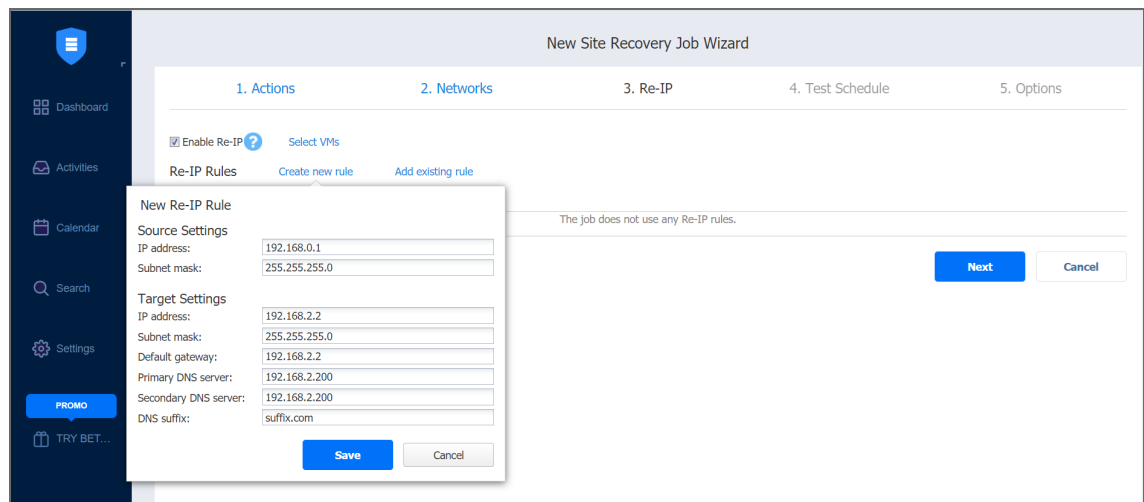 New Site Recovery Job Wizard
1. Actions 2. Networks 3. Re-IP 4. Test Schedule 5. Options
Dashboard
Activities
Calendar
Search
Settings
PROMO
TRY BET...
Enable Re-IP ? Select VMs
Re-IP Rules Create new rule Add existing rule
The job does not use any Re-IP rules.
Next Cancel
New Re-IP Rule
Source Settings
IP address: 192.168.0.1
Subnet mask: 255.255.255.0
Target Settings
IP address: 192.168.2.2
Subnet mask: 255.255.255.0
Default gateway: 192.168.2.2
Primary DNS server: 192.168.2.200
Secondary DNS server: 192.168.2.200
DNS suffix: suffix.com
Save Cancel